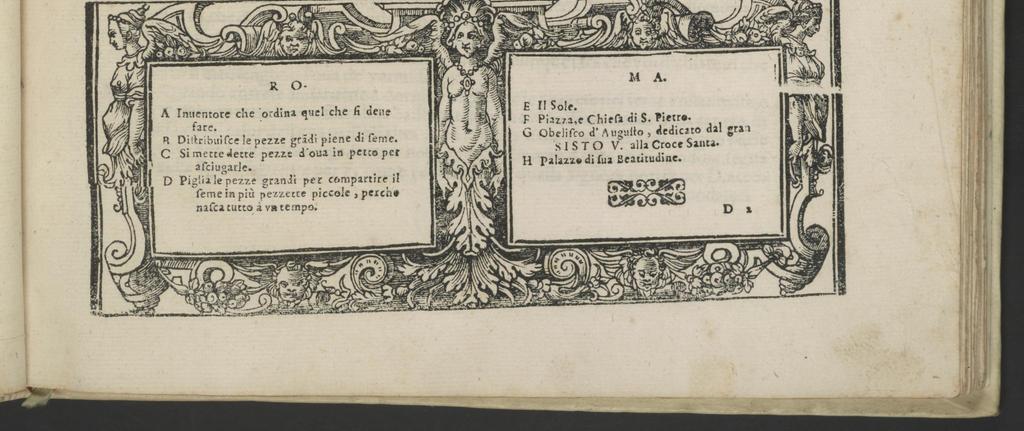 R O.
A Inuentore che ordina quel che si deue
fare.
B Distribuisce le pezze grãdi piene di seme.
C Si mette dette pezze d'oua in petto per
asciugarle.
D Piglia le pezze grandi per compartire il
seme in più pezzette piccole, perche
nasca tutto à vn tempo.
M A.
E Il Sole.
F Piazza, e Chiesa di S. Pietro.
G Obelisco d'Augusto, dedicato dal gran
SISTO V. alla Croce Santa.
H Palazzo di sua Beatitudine.
D 2